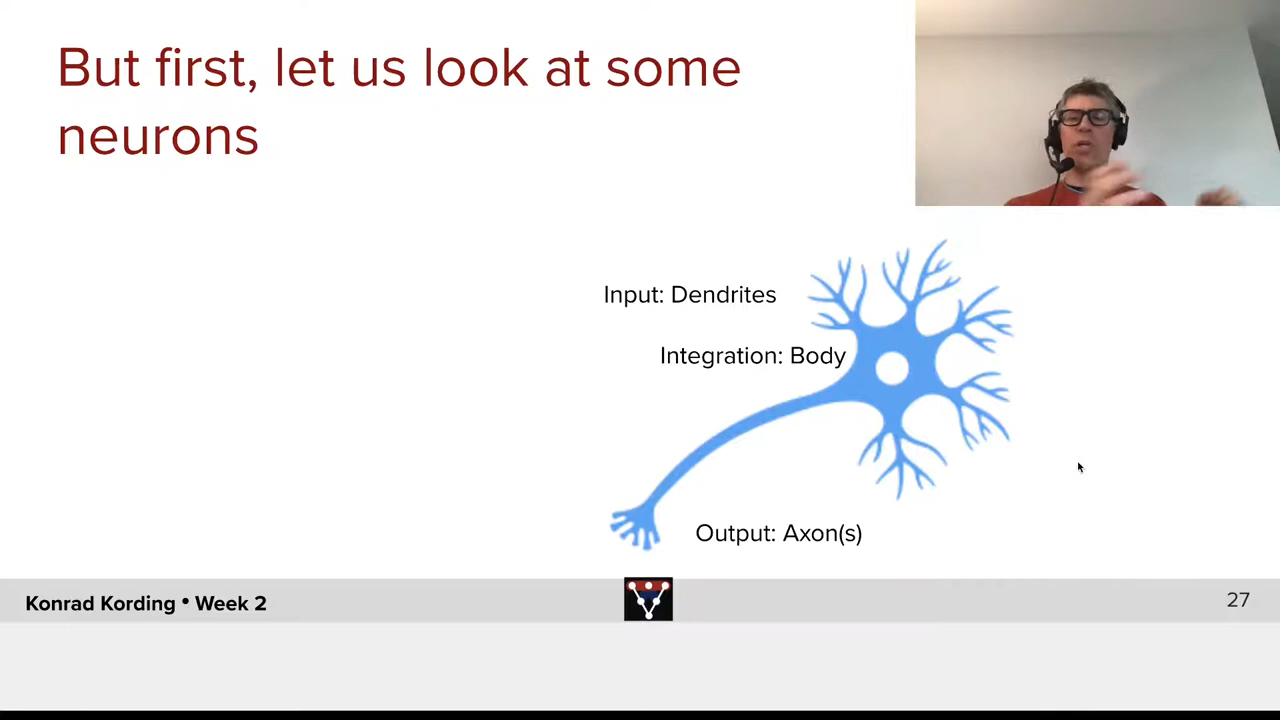 But first, let us look at some
neurons
Input: Dendrites
Integration: Body
Output: Axon(s)
Konrad Kording • Week 2
27